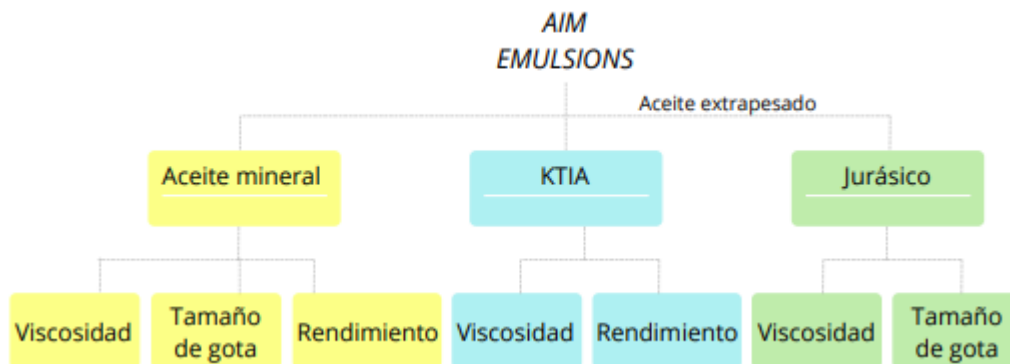 AIM
EMULSIONS
Aceite extrapesado
Aceite mineral
KTIA
Jurásico
Viscosidad
Tamaño
de gota
Rendimiento
Viscosidad
Rendimiento
Viscosidad
Tamaño
de gota